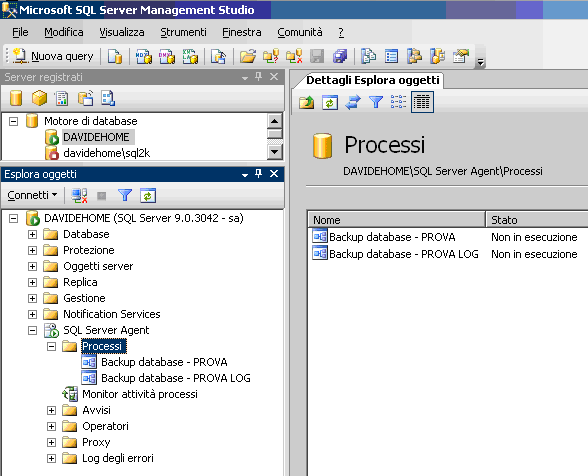 Microsoft SQL Server Management Studio
File Modifica Visualizza Strumenti Finestra Comunità ?
Nuova query
Server registrati
Motore di database
DAVIDEHOME
davidehome\sql2k
Esplora oggetti
Connetti
DAVIDEHOME (SQL Server 9.0.3042 - sa)
Database
Protezione
Oggetti server
Replica
Gestione
Notification Services
SQL Server Agent
Processi
Backup database - PROVA
Backup database - PROVA LOG
Monitor attività processi
Avvisi
Operatori
Proxy
Log degli errori
Dettagli Esplora oggetti
Processi
DAVIDEHOME\SQL Server Agent\Processi
Nome Stato
Backup database - PROVA Non in esecuzione
Backup database - PROVA LOG Non in esecuzione